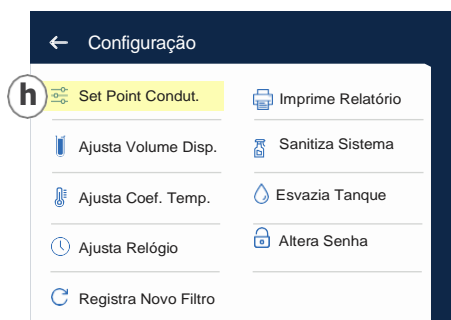 ← Configuração
h
Set Point Condut.
Ajusta Volume Disp.
Ajusta Coef. Temp.
Ajusta Relógio
Registra Novo Filtro
Imprime Relatório
Sanitiza Sistema
Esvazia Tanque
Altera Senha